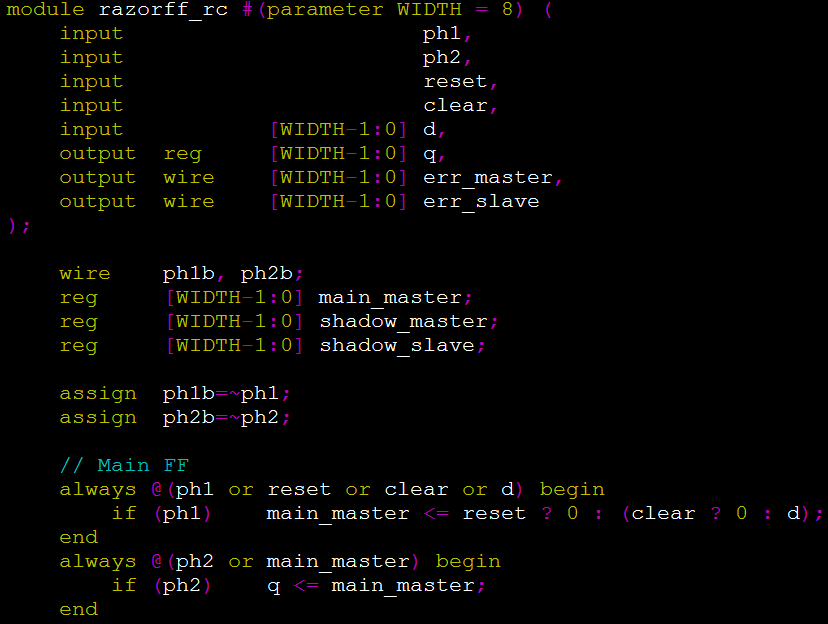 module razorff_rc #(parameter WIDTH = 8) (
    input                       ph1,
    input                       ph2,
    input                       reset,
    input                       clear,
    input           [WIDTH-1:0] d,
    output  reg     [WIDTH-1:0] q,
    output  wire    [WIDTH-1:0] err_master,
    output  wire    [WIDTH-1:0] err_slave
);
    wire    ph1b, ph2b;
    reg     [WIDTH-1:0] main_master;
    reg     [WIDTH-1:0] shadow_master;
    reg     [WIDTH-1:0] shadow_slave;
    assign  ph1b=~ph1;
    assign  ph2b=~ph2;
    // Main FF
    always @(ph1 or reset or clear or d) begin
        if (ph1)    main_master <= reset ? 0 : (clear ? 0 : d);
    end
    always @(ph2 or main_master) begin
        if (ph2)    q <= main_master;
    end